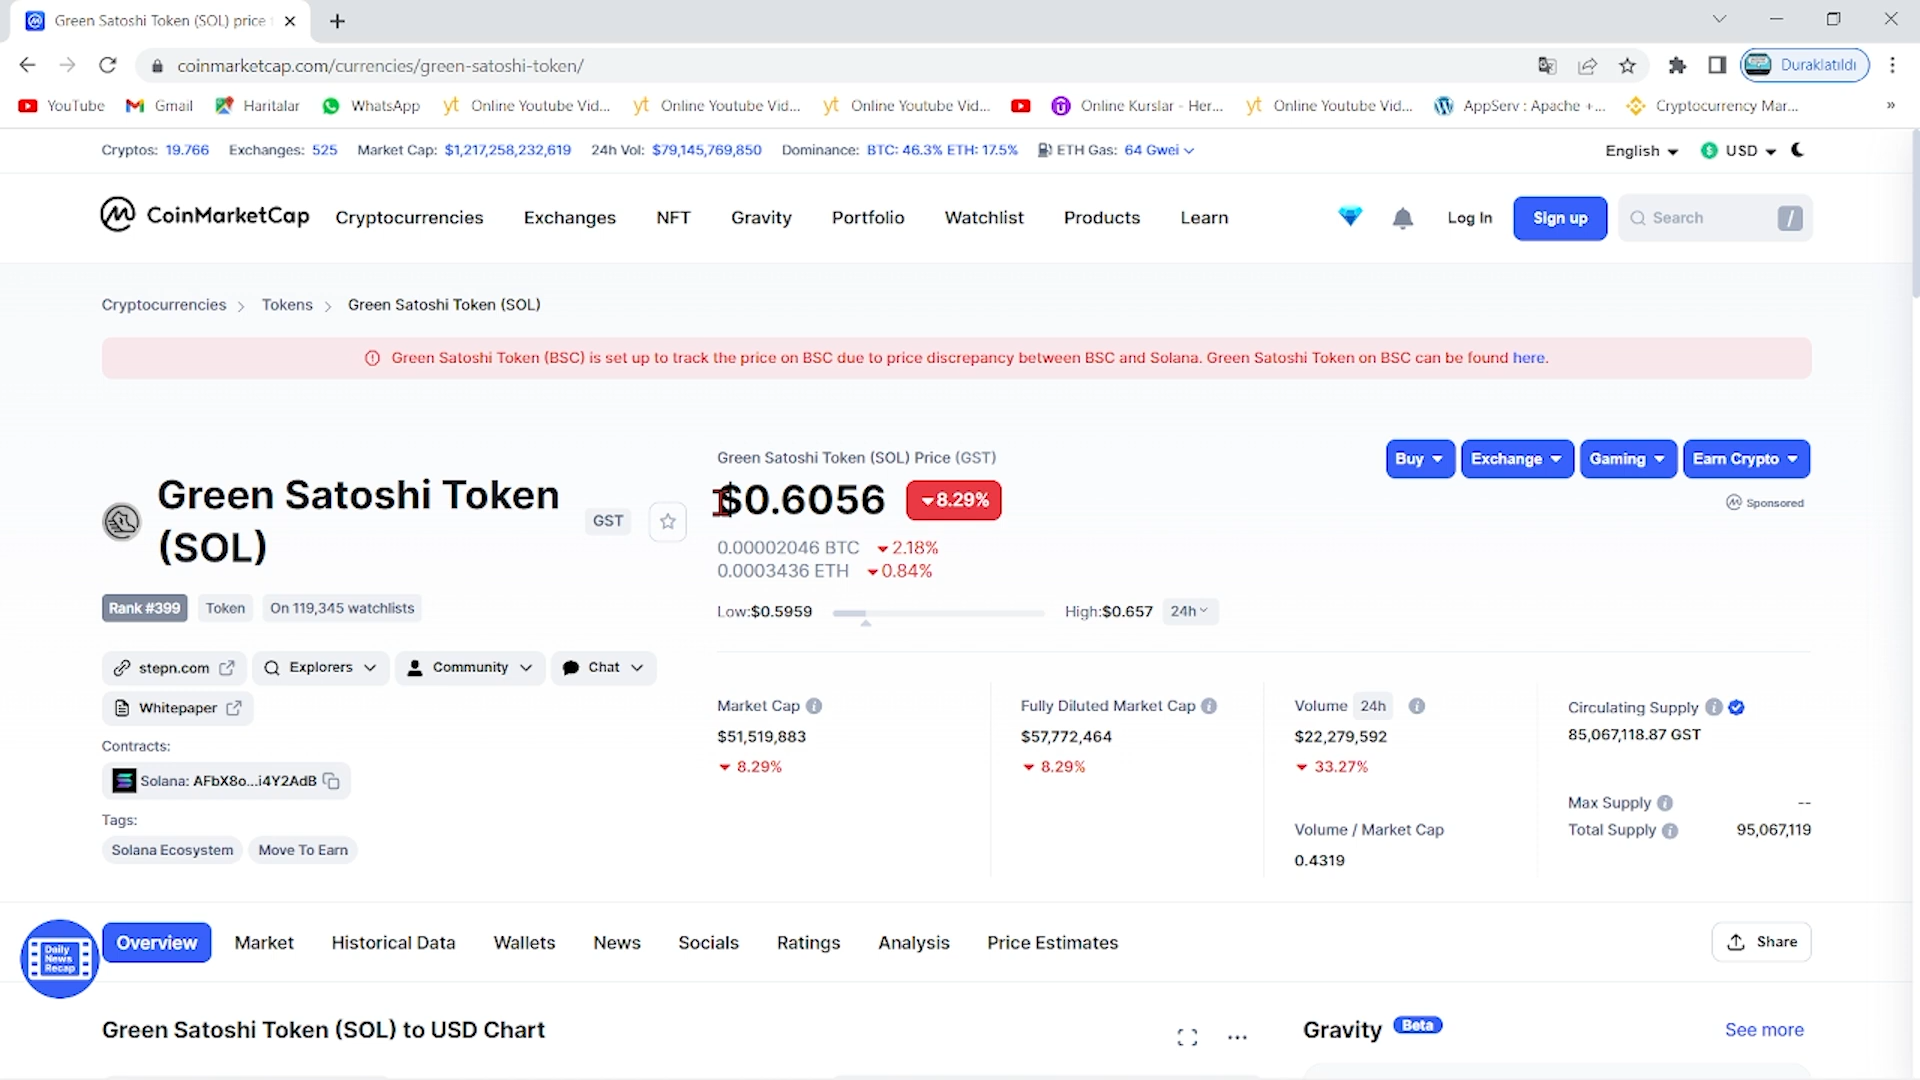 Green Satoshi Token (SOL) price
coinmarketcap.com/currencies/green-satoshi-token/
Duraklatıldı
YouTube Gmail Haritalar WhatsApp yt Online Youtube Vid... yt Online Youtube Vid... yt Online Youtube Vid... Online Kurslar - Her... yt Online Youtube Vid... AppServ : Apache +... Cryptocurrency Mar... »
Cryptos: 19.766 Exchanges: 525 Market Cap: $1,217,258,232,619 24h Vol: $79,145,769,850 Dominance: BTC: 46.3% ETH: 17.5% ETH Gas: 64 Gwei
English USD
CoinMarketCap Cryptocurrencies Exchanges NFT Gravity Portfolio Watchlist Products Learn Log In Sign up Search /
Cryptocurrencies > Tokens > Green Satoshi Token (SOL)
Green Satoshi Token (BSC) is set up to track the price on BSC due to price discrepancy between BSC and Solana. Green Satoshi Token on BSC can be found here.
Green Satoshi Token
(SOL)
GST
Rank #399 Token On 119,345 watchlists
stepn.com Explorers Community Chat
Whitepaper
Contracts:
Solana: AFbX8o...i4Y2AdB
Tags:
Solana Ecosystem Move To Earn
Green Satoshi Token (SOL) Price (GST)
$0.6056 8.29%
0.00002046 BTC 2.18%
0.0003436 ETH 0.84%
Low:$0.5959 High:$0.657 24h
Buy Exchange Gaming Earn Crypto
Sponsored
Market Cap
$51,519,883
8.29%
Fully Diluted Market Cap
$57,772,464
8.29%
Volume 24h
$22,279,592
33.27%
Volume / Market Cap
0.4319
Circulating Supply
85,067,118.87 GST
Max Supply --
Total Supply 95,067,119
Daily
News
Recap
Overview Market Historical Data Wallets News Socials Ratings Analysis Price Estimates Share
Green Satoshi Token (SOL) to USD Chart
Gravity Beta See more